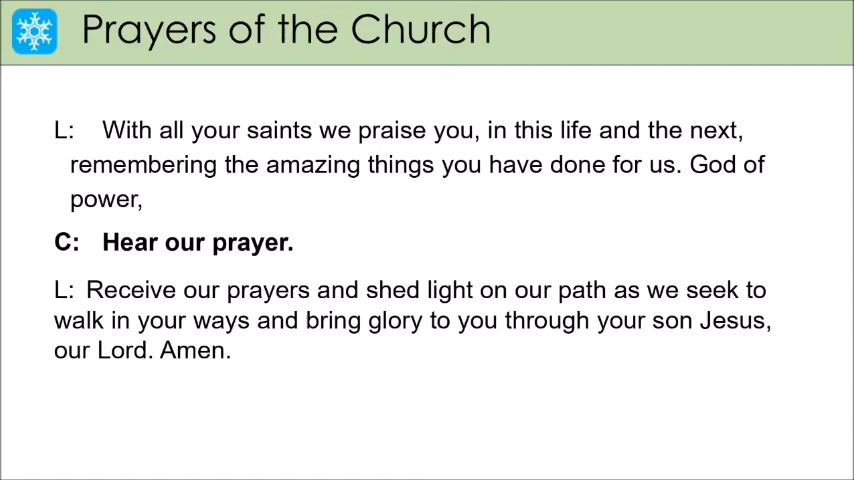 Prayers of the Church
L: With all your saints we praise you, in this life and the next,
remembering the amazing things you have done for us. God of
power,
C: Hear our prayer.
L: Receive our prayers and shed light on our path as we seek to
walk in your ways and bring glory to you through your son Jesus,
our Lord. Amen.